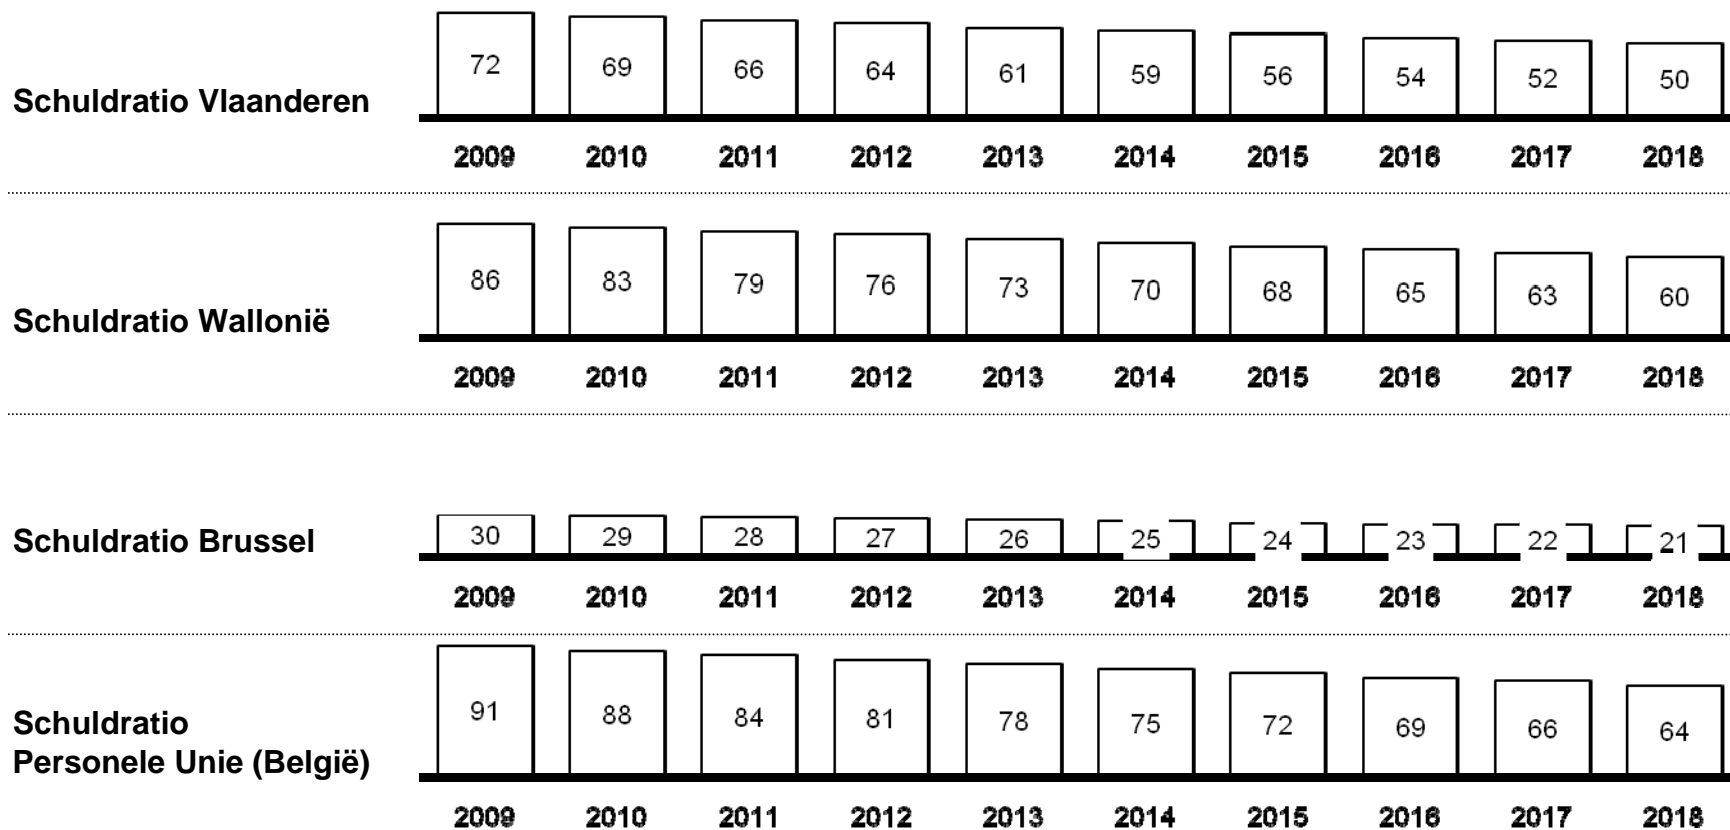 72 69 66 64 61 59 56 54 52 50
Schuldratio Vlaanderen
2009 2010 2011 2012 2013 2014 2015 2016 2017 2018
86 83 79 76 73 70 68 65 63 60
Schuldratio Wallonië
2009 2010 2011 2012 2013 2014 2015 2016 2017 2018
Schuldratio Brussel 30 29 28 27 26 25 24 23 22 21
2009 2010 2011 2012 2013 2014 2015 2016 2017 2018
91 88 84 81 78 75 72 69 66 64
Schuldratio
Personele Unie (België)
2009 2010 2011 2012 2013 2014 2015 2016 2017 2018